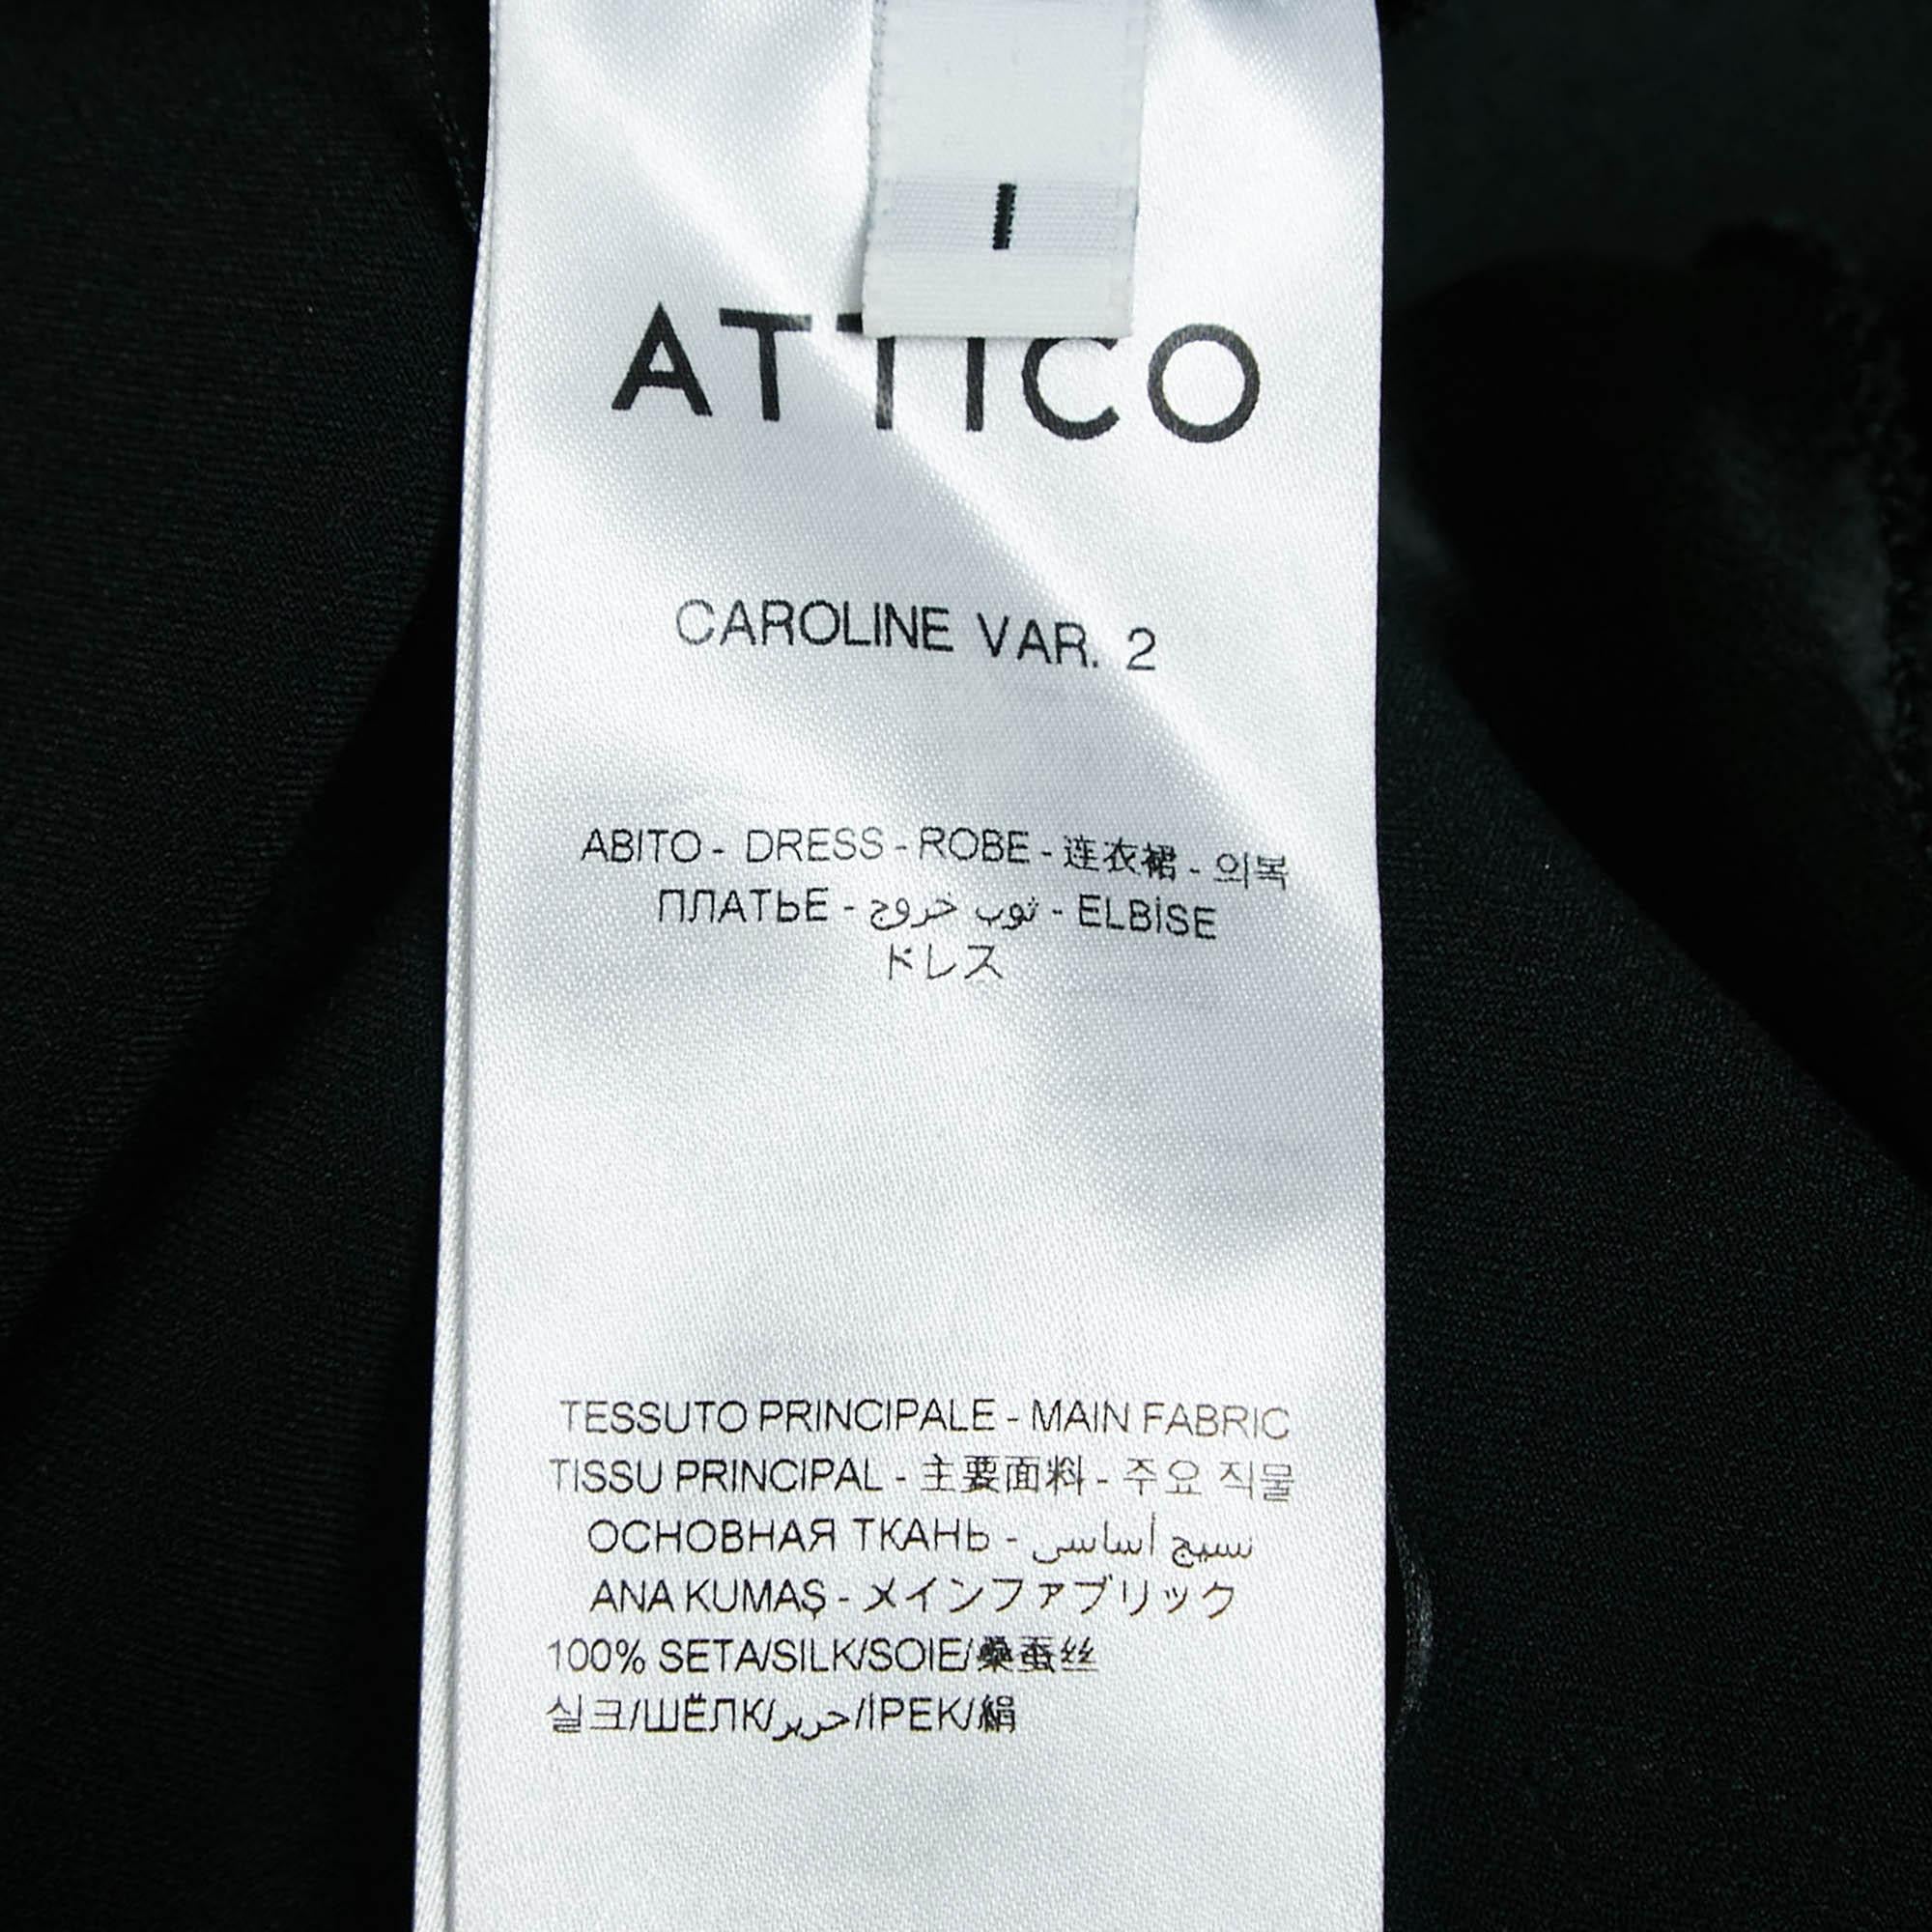 I
ATTICO
CAROLINE VAR. 2
ABITO - DRESS - ROBE - 连衣裙 - 의복
ПЛАТЬЕ - ثوب خروج - ELBİSE
ドレス
TESSUTO PRINCIPALE - MAIN FABRIC
TISSU PRINCIPAL - 主要面料 - 주요 직물
ОСНОВНАЯ ТКАНЬ - نسيج أساسي
ANA KUMAŞ - メインファブリック
100% SETA/SILK/SOIE/桑蚕丝
실크/ШЁЛК/حرير/İPEK/絹